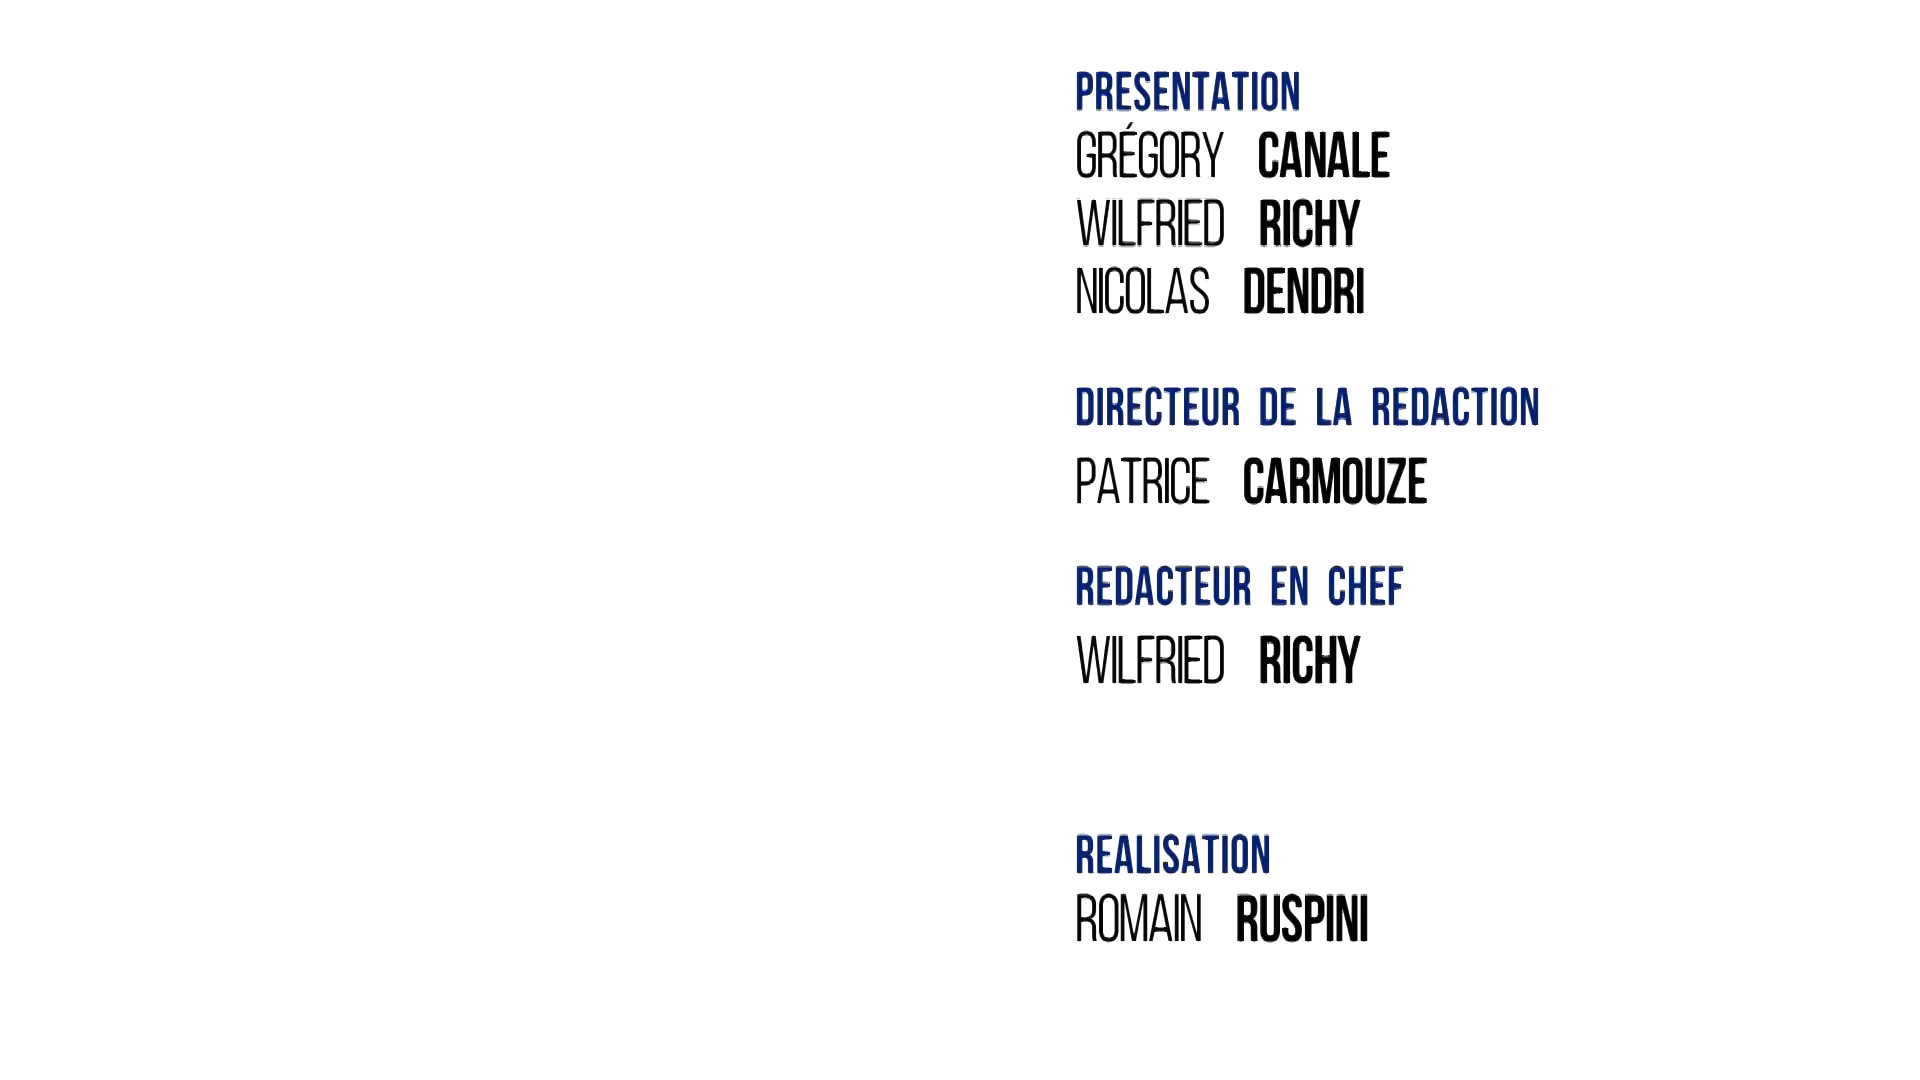 PRESENTATION
GRÉGORY CANALE
WILFRIED RICHY
NICOLAS DENDRI
DIRECTEUR DE LA REDACTION
PATRICE CARMOUZE
REDACTEUR EN CHEF
WILFRIED RICHY
REALISATION
ROMAIN RUSPINI